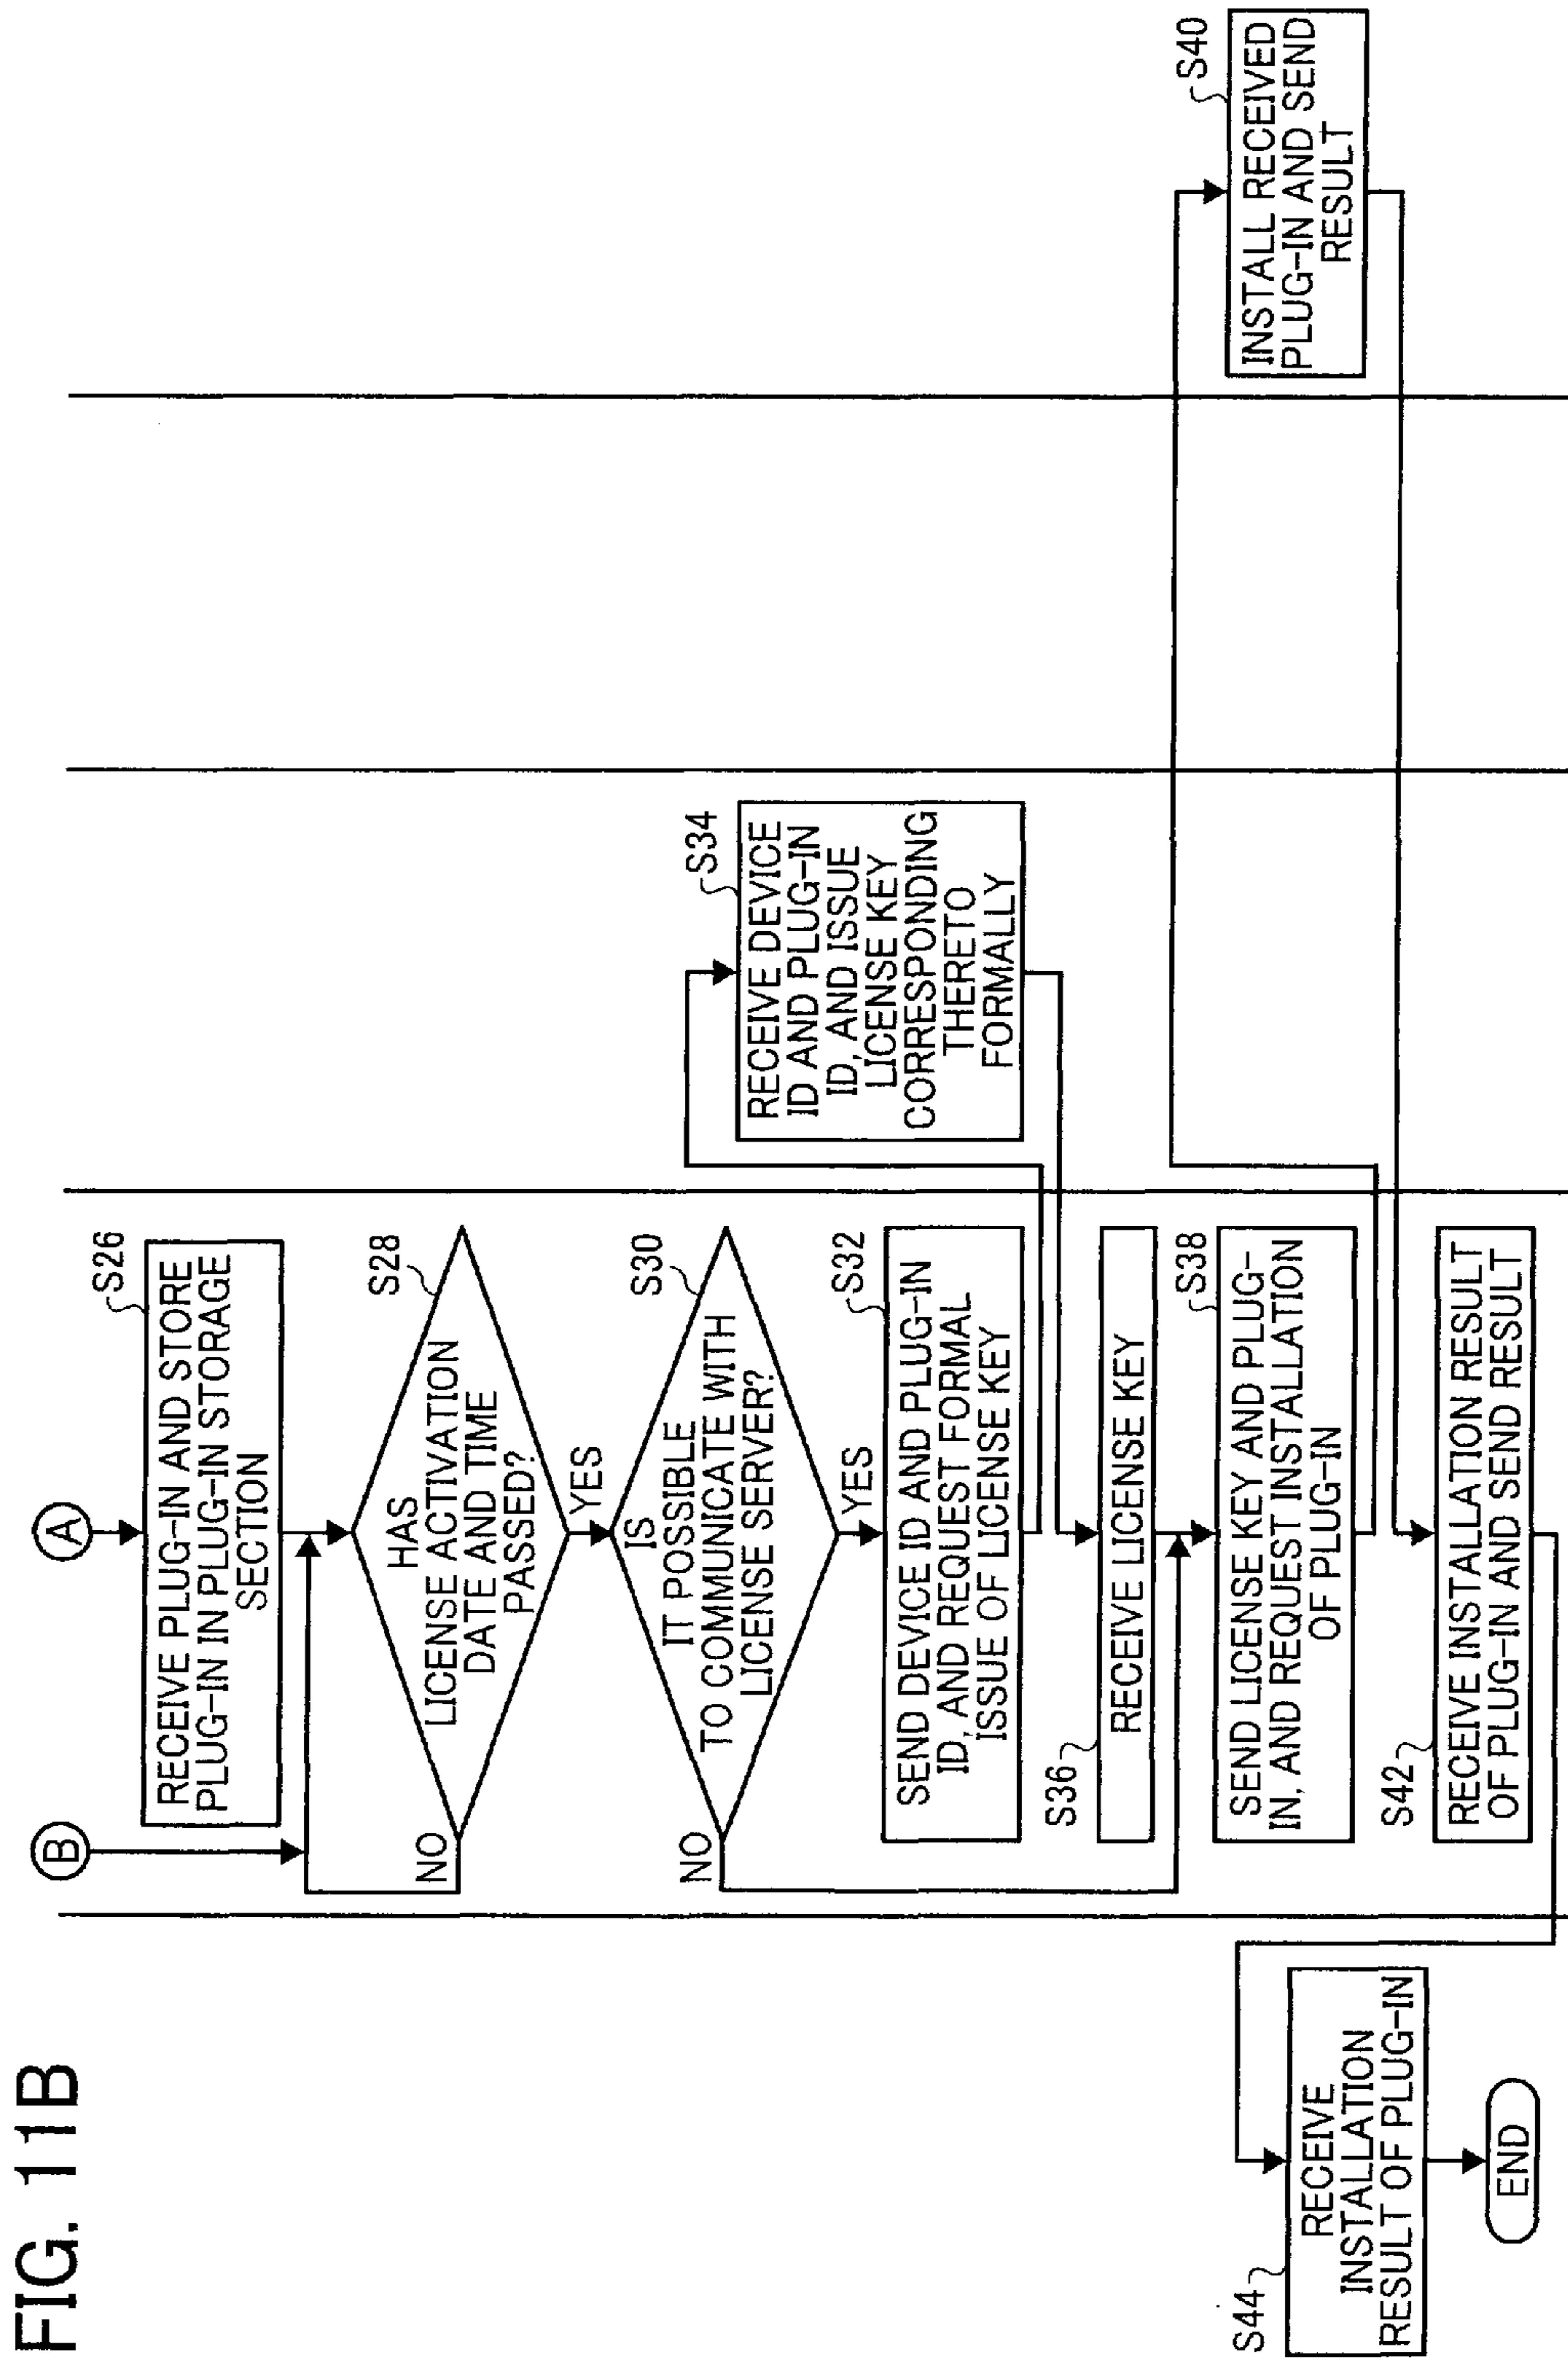 FIG. 11B
A
B
S26
RECEIVE PLUG-IN AND STORE
PLUG-IN IN PLUG-IN STORAGE
SECTION
S28
HAS
LICENSE ACTIVATION
DATE AND TIME
PASSED?
NO
YES
S30
IS
IT POSSIBLE
TO COMMUNICATE WITH
LICENSE SERVER?
NO
YES
S32
SEND DEVICE ID AND PLUG-IN
ID, AND REQUEST FORMAL
ISSUE OF LICENSE KEY
S34
RECEIVE DEVICE
ID AND PLUG-IN
ID, AND ISSUE
LICENSE KEY
CORRESPONDING
THERETO
FORMALLY
S36
RECEIVE LICENSE KEY
S38
SEND LICENSE KEY AND PLUG-
IN, AND REQUEST INSTALLATION
OF PLUG-IN
S40
INSTALL RECEIVED
PLUG-IN AND SEND
RESULT
S42
RECEIVE INSTALLATION RESULT
OF PLUG-IN AND SEND RESULT
S44
RECEIVE
INSTALLATION
RESULT OF PLUG-IN
END